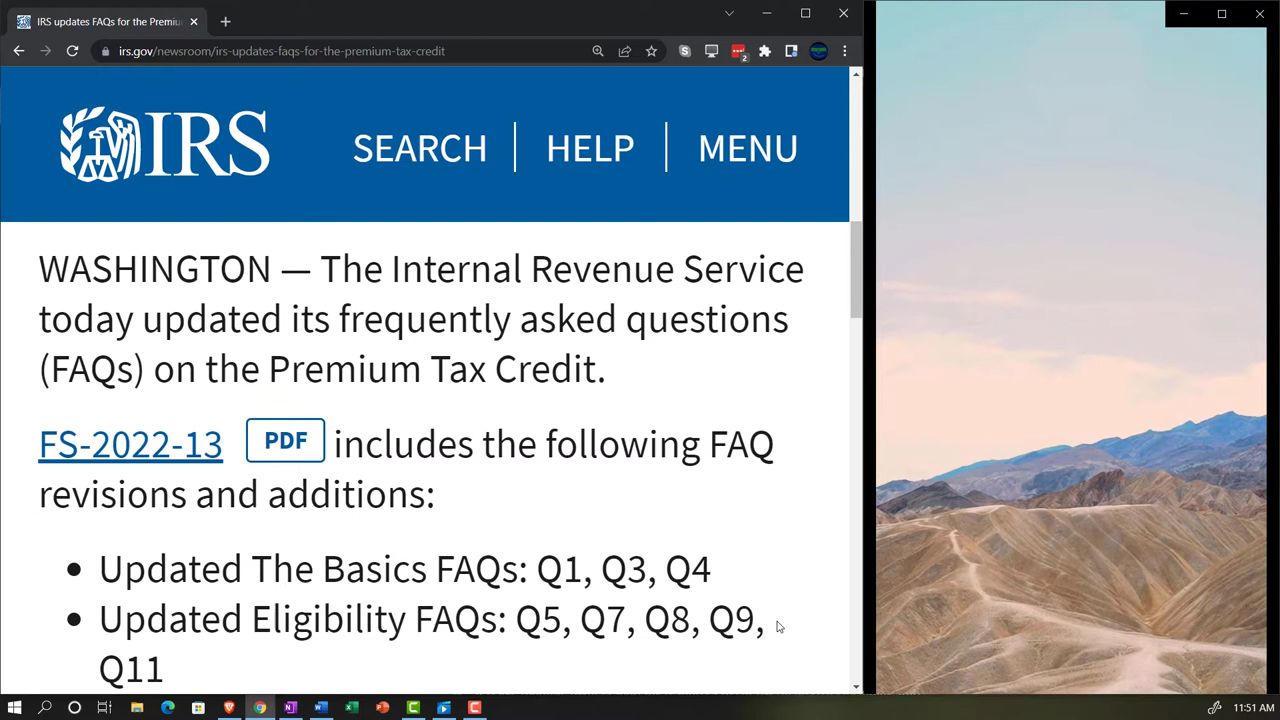 IRS updates FAQs for the Premiu
irs.gov/newsroom/irs-updates-faqs-for-the-premium-tax-credit
2
IRS
SEARCH
HELP
MENU
WASHINGTON — The Internal Revenue Service
today updated its frequently asked questions
(FAQs) on the Premium Tax Credit.
FS-2022-13 PDF includes the following FAQ
revisions and additions:
• Updated The Basics FAQs: Q1, Q3, Q4
• Updated Eligibility FAQs: Q5, Q7, Q8, Q9,
Q11
11:51 AM